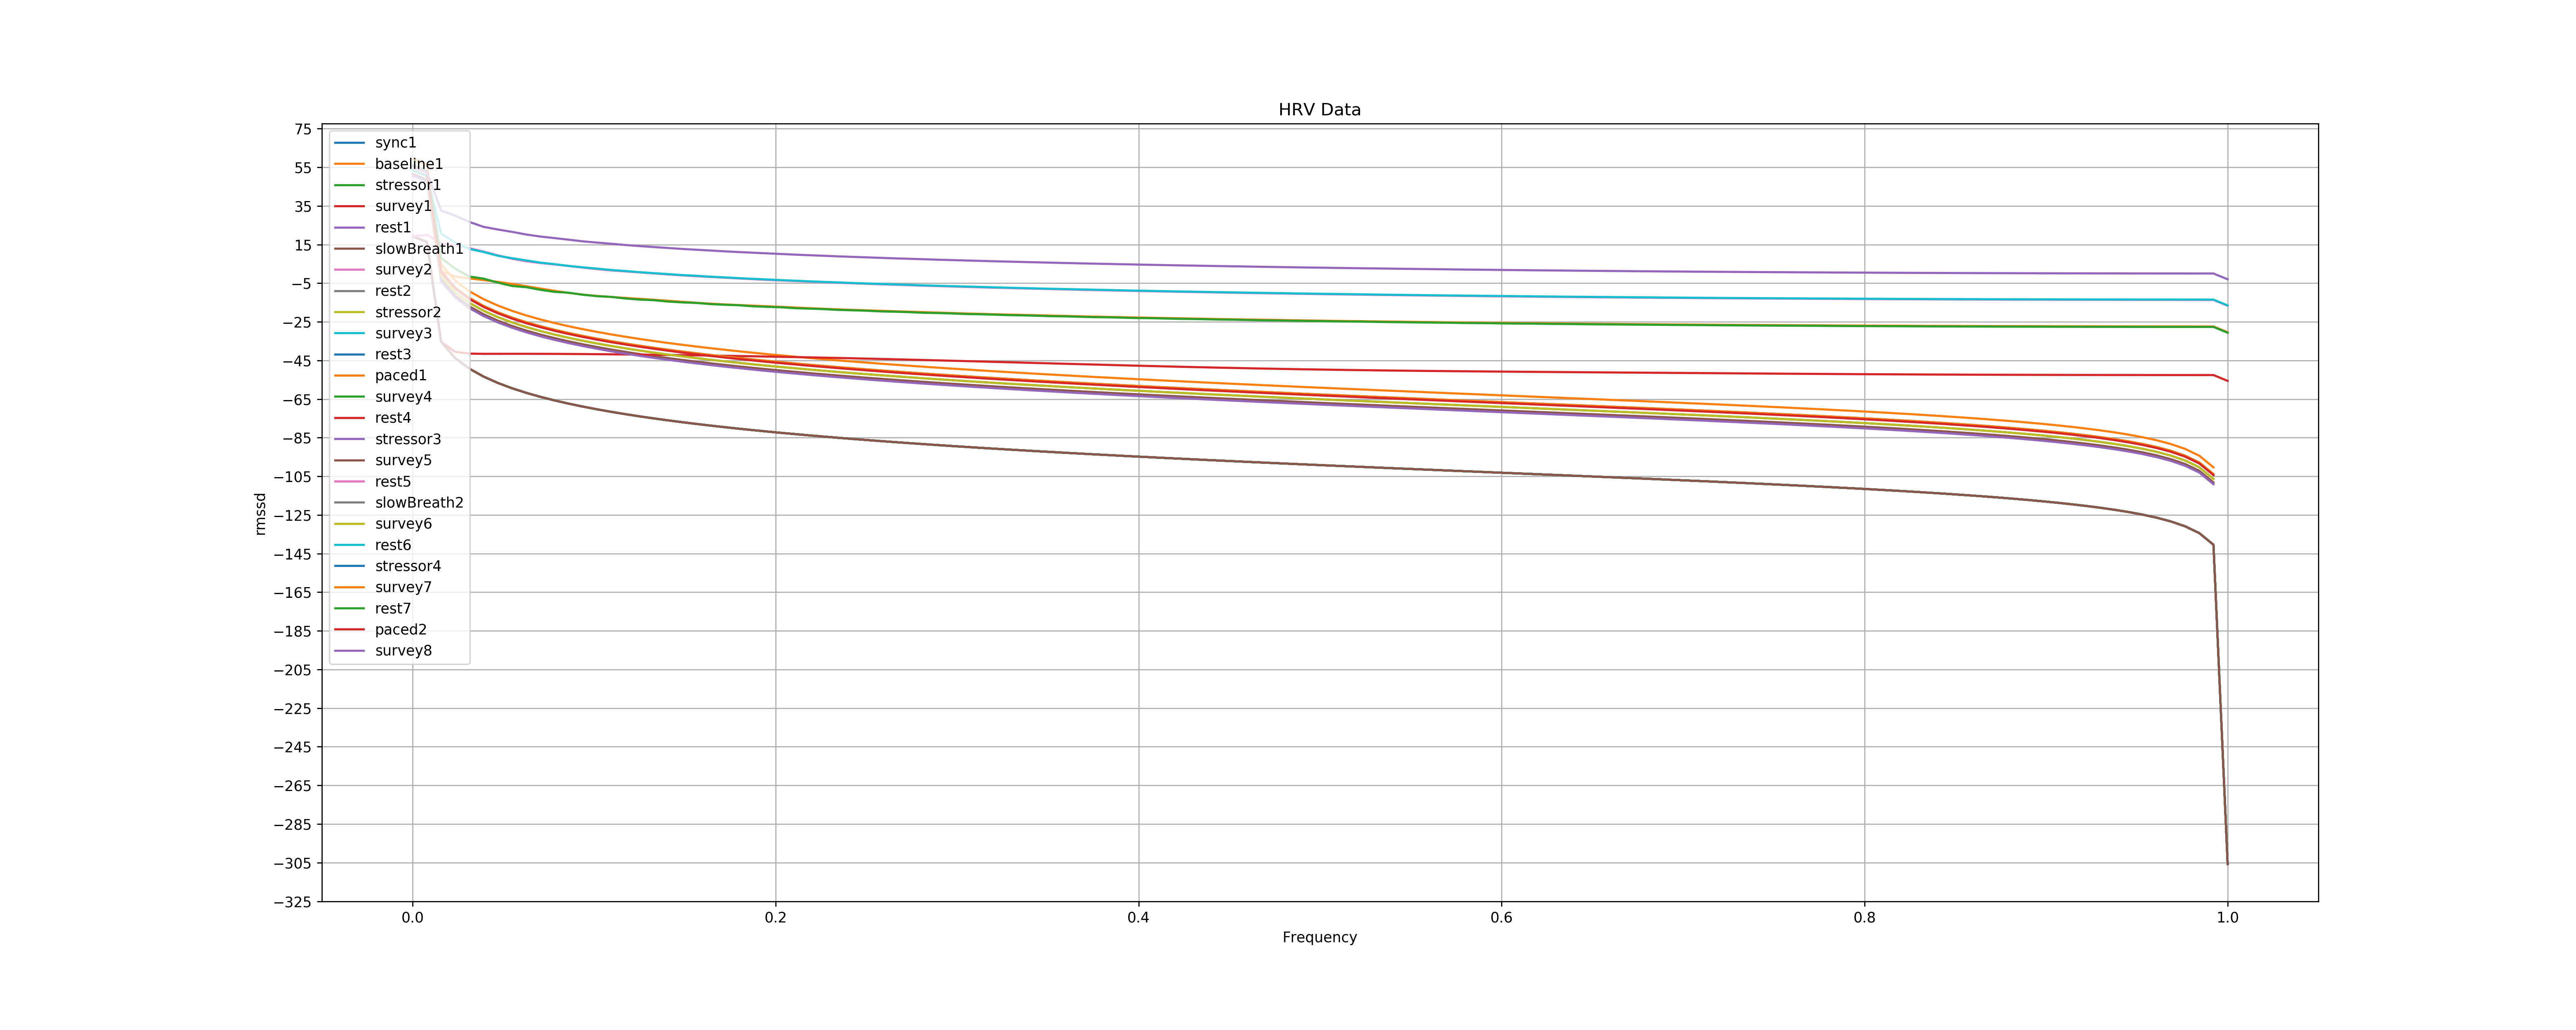 HRV Data
75
55
35
15
−5
−25
−45
−65
−85
−105
−125
−145
−165
−185
−205
−225
−245
−265
−285
−305
−325
rmssd
sync1
baseline1
stressor1
survey1
rest1
slowBreath1
survey2
rest2
stressor2
survey3
rest3
paced1
survey4
rest4
stressor3
survey5
rest5
slowBreath2
survey6
rest6
stressor4
survey7
rest7
paced2
survey8
0.0 0.2 0.4 0.6 0.8 1.0
Frequency